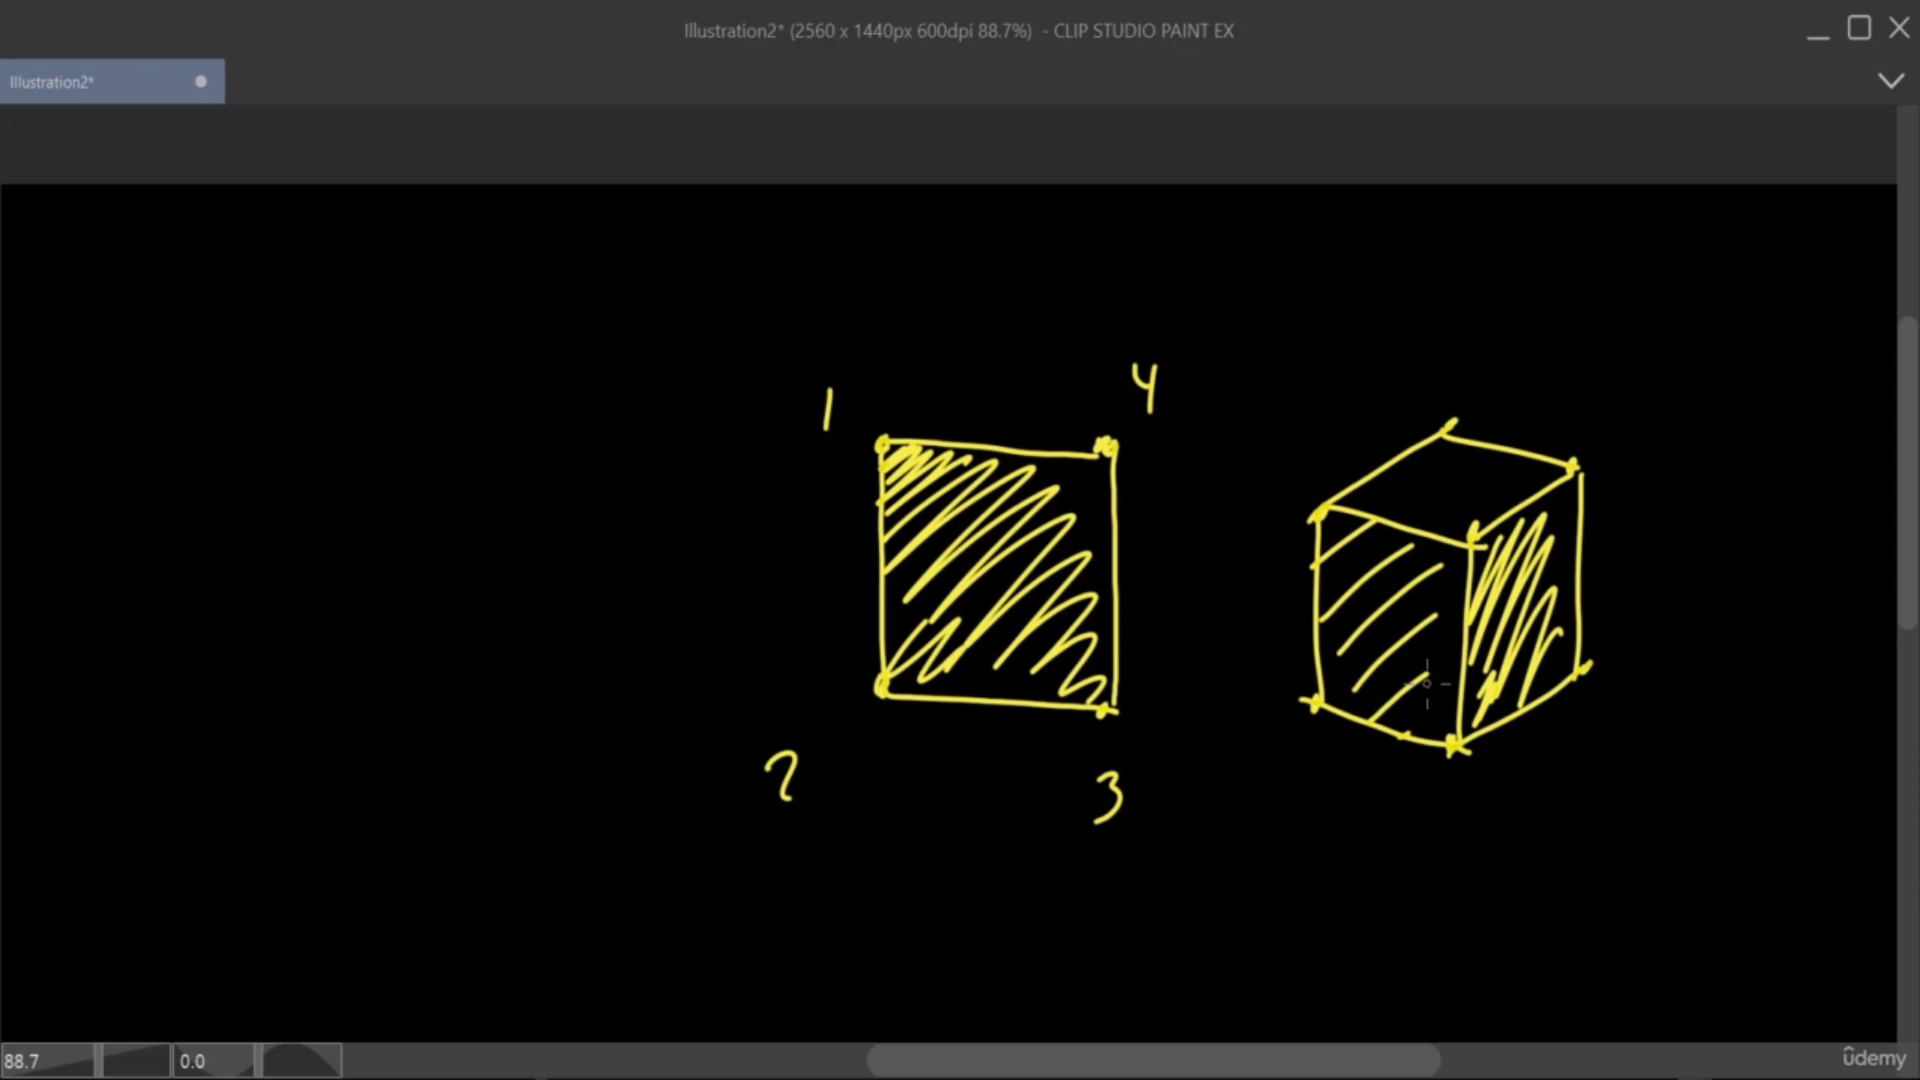 Illustration2* (2560 x 1440px 600dpi 88.7%) - CLIP STUDIO PAINT EX
Illustration2*
1
4
2
3
88.7
0.0
ûdemy